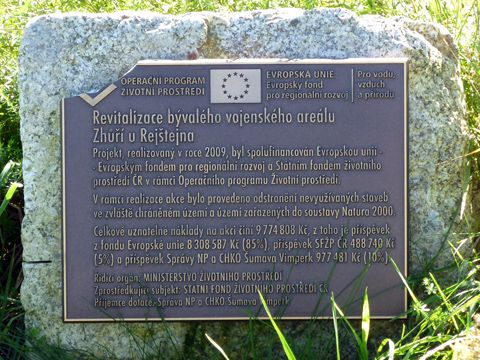 OPERAČNÍ PROGRAM
ŽIVOTNÍ PROSTŘEDÍ
EVROPSKÁ UNIE
Evropský fond
pro regionální rozvoj
Pro vodu,
vzduch
a přírodu
Revitalizace bývalého vojenského areálu
Zhůří u Rejštejna
Projekt, realizovaný v roce 2009, byl spolufinancován Evropskou unií -
- Evropským fondem pro regionální rozvoj a Státním fondem životního
prostředí ČR v rámci Operačního programu Životní prostředí.
V rámci realizace akce bylo provedeno odstranění nevyužívaných staveb
ve zvláště chráněném území a území zařazených do soustavy Natura 2000.
Celkové uznatelné náklady na akci činí 9 774 808 Kč, z toho je příspěvek
z fondu Evropské unie 8 308 587 Kč (85%), příspěvek SFŽP ČR 488 740 Kč
(5%) a příspěvek Správy NP a CHKO Šumava Vimperk 977 481 Kč (10%).
Řídící orgán: MINISTERSTVO ŽIVOTNÍHO PROSTŘEDÍ
Zprostředkující subjekt: STÁTNÍ FOND ŽIVOTNÍHO PROSTŘEDÍ ČR
Příjemce dotace: Správa NP a CHKO Šumava Vimperk